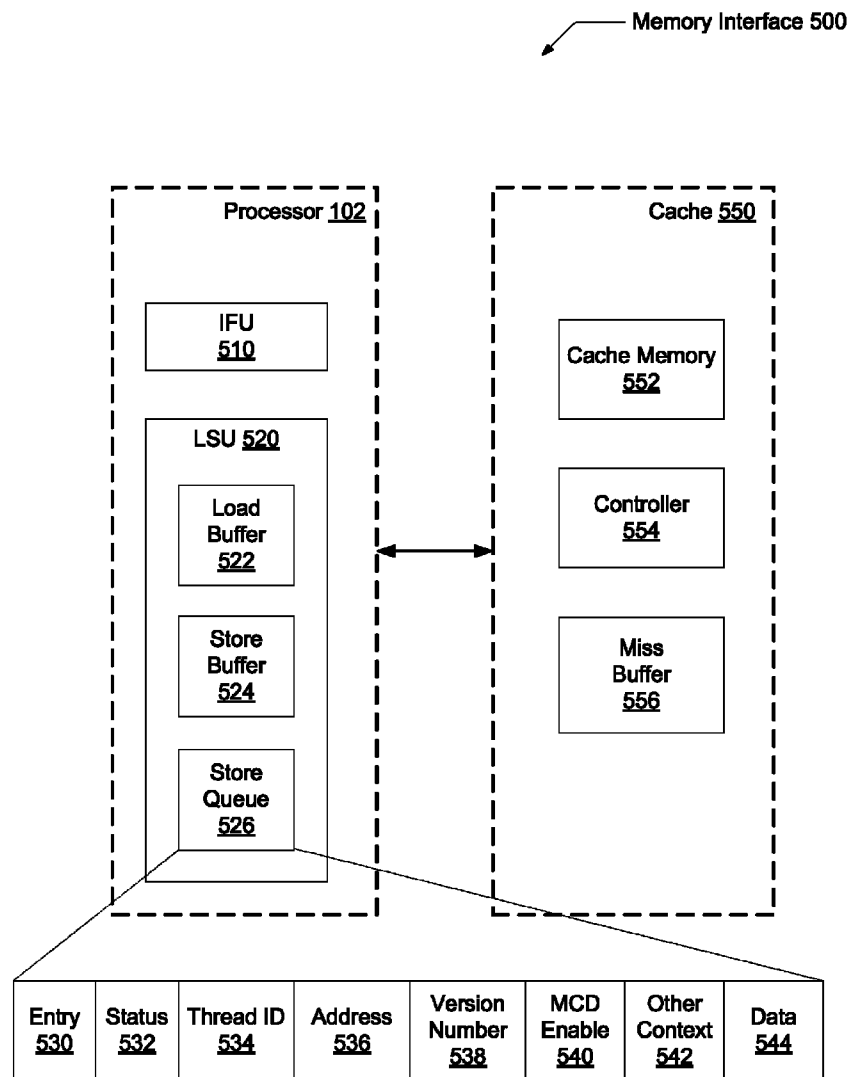 Memory Interface 500
Processor 102
Cache 550
IFU
510
Cache Memory
552
LSU 520
Load
Buffer
522
Controller
554
Store
Buffer
524
Miss
Buffer
556
Store
Queue
526
Entry
530
Status
532
Thread ID
534
Address
536
Version
Number
538
MCD
Enable
540
Other
Context
542
Data
544